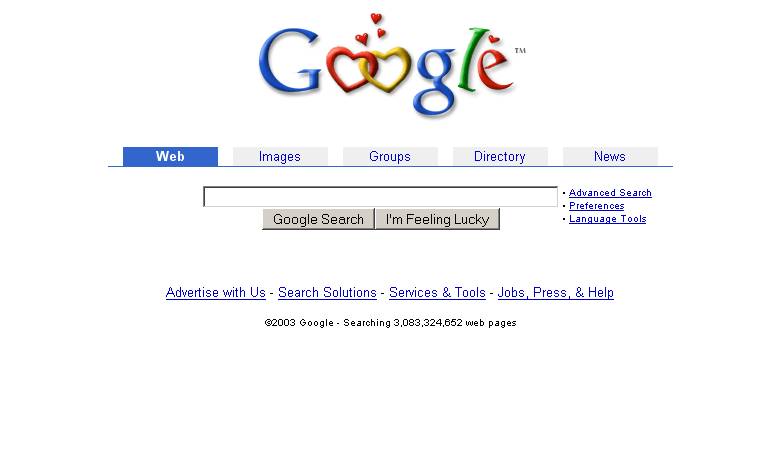 Google™
Web Images Groups Directory News
• Advanced Search
• Preferences
• Language Tools
Google Search I'm Feeling Lucky
Advertise with Us - Search Solutions - Services & Tools - Jobs, Press, & Help
©2003 Google - Searching 3,083,324,652 web pages